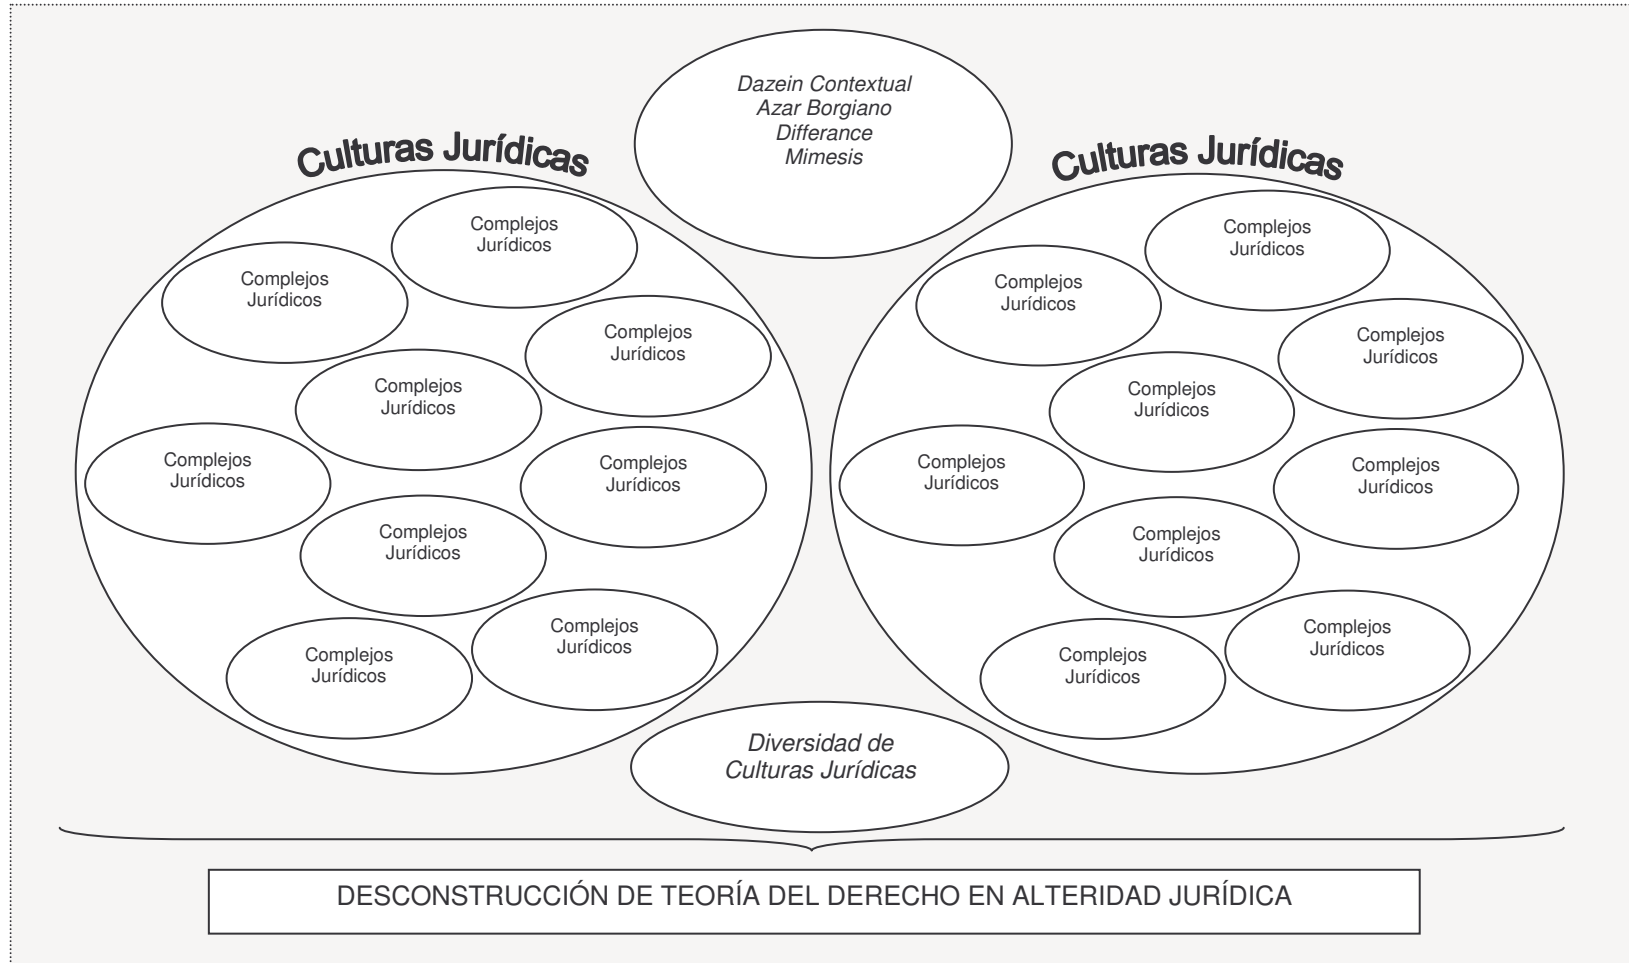 Dazein Contextual
Azar Borgiano
Differance
Mimesis
Culturas Jurídicas
Complejos
Jurídicos
Complejos
Jurídicos
Complejos
Jurídicos
Complejos
Jurídicos
Complejos
Jurídicos
Complejos
Jurídicos
Complejos
Jurídicos
Complejos
Jurídicos
Complejos
Jurídicos
Culturas Jurídicas
Complejos
Jurídicos
Complejos
Jurídicos
Complejos
Jurídicos
Complejos
Jurídicos
Complejos
Jurídicos
Complejos
Jurídicos
Complejos
Jurídicos
Complejos
Jurídicos
Complejos
Jurídicos
Diversidad de
Culturas Jurídicas
DESCONSTRUCCIÓN DE TEORÍA DEL DERECHO EN ALTERIDAD JURÍDICA